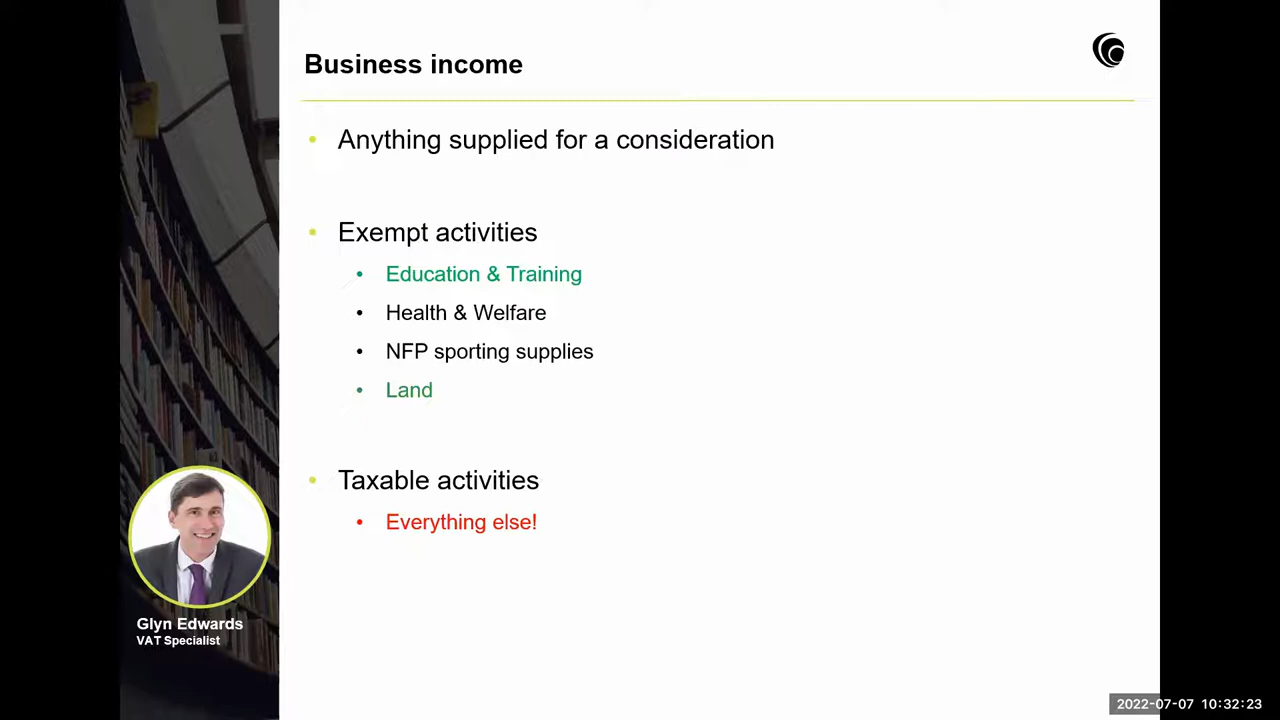 Business income
Anything supplied for a consideration
Exempt activities
Education & Training
Health & Welfare
NFP sporting supplies
Land
Taxable activities
Everything else!
Glyn Edwards
VAT Specialist
2022-07-07 10:32:23